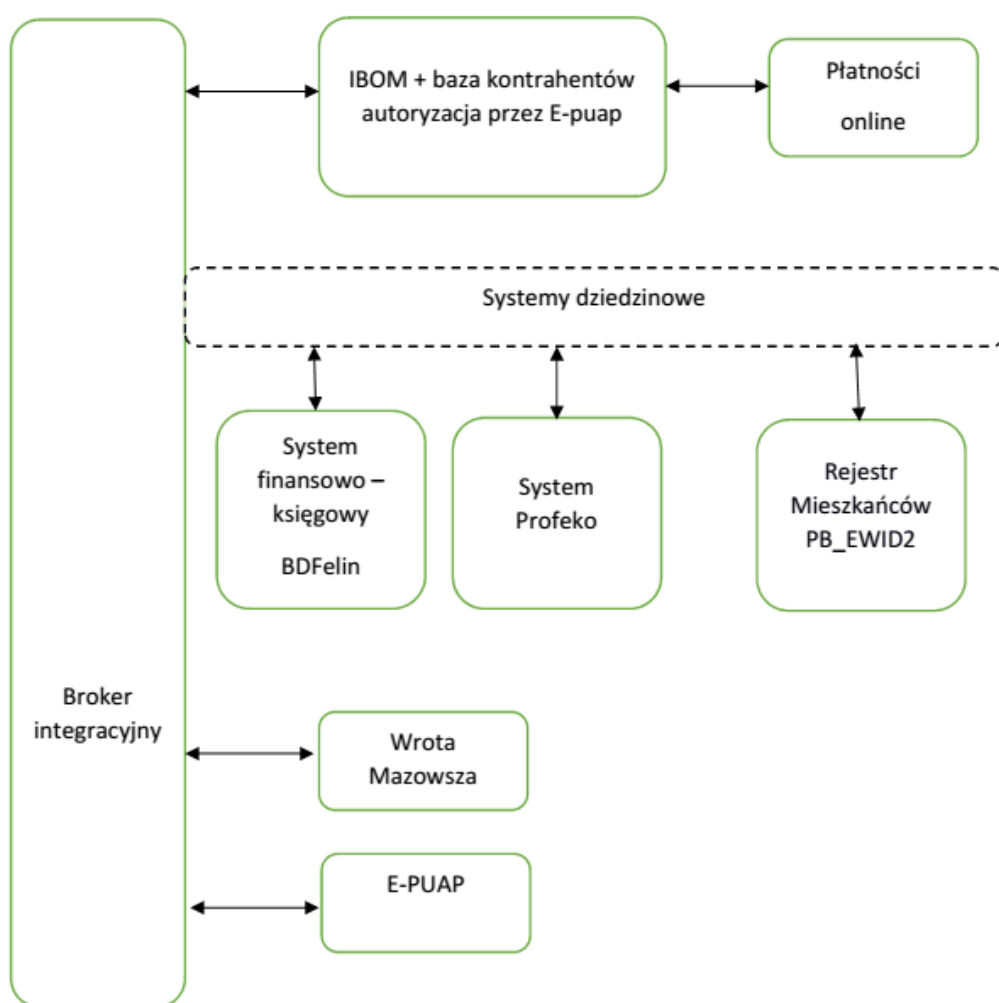 IBOM + baza kontrahentów
autoryzacja przez E-puap
Płatności
online
Systemy dziedzinowe
System
finansowo –
księgowy
BDFelin
System
Profeko
Rejestr
Mieszkańców
PB_EWID2
Broker
integracyjny
Wrota
Mazowsza
E-PUAP